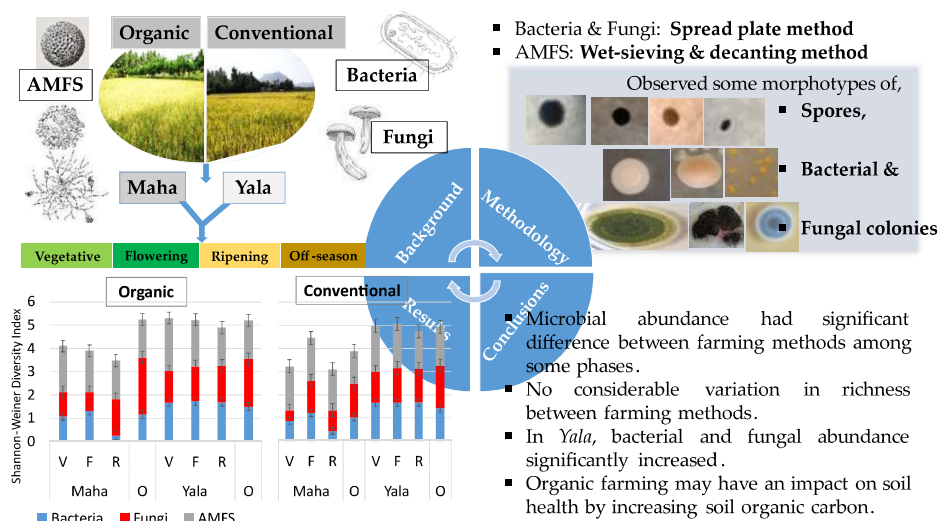 Organic
Conventional
AMFS
Bacteria
Fungi
Maha
Yala
Vegetative
Flowering
Ripening
Off-season
Background
Methodology
Results
Conclusions
▪ Bacteria & Fungi: Spread plate method
▪ AMFS: Wet-sieving & decanting method
Observed some morphotypes of,
▪ Spores,
▪ Bacterial &
▪ Fungal colonies
Organic
Conventional
Shannon-Weiner Diversity Index
6
5
4
3
2
1
0
V F R V F R
V F R V F R
Maha O Yala O
Maha O Yala O
Bacteria Fungi AMFS
▪ Microbial abundance had significant
difference between farming methods among
some phases.
▪ No considerable variation in richness
between farming methods.
▪ In Yala, bacterial and fungal abundance
significantly increased.
▪ Organic farming may have an impact on soil
health by increasing soil organic carbon.